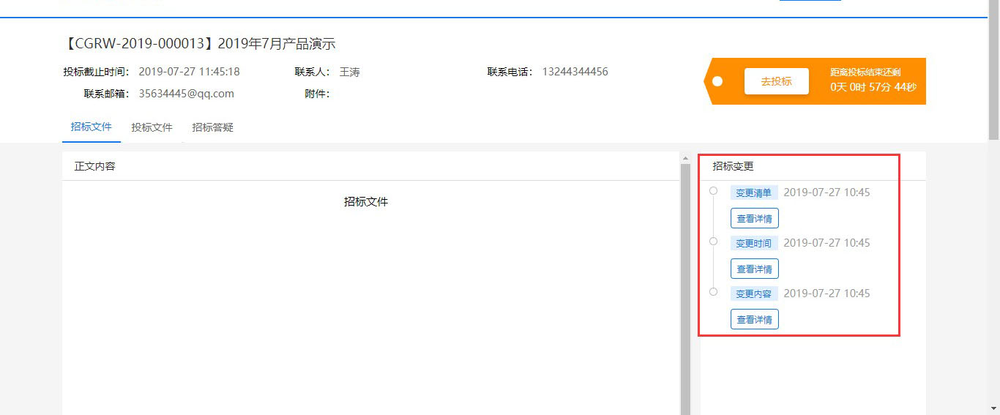 【CGRW-2019-000013】2019年7月产品演示
投标截止时间： 2019-07-27 11:45:18 联系人： 王涛 联系电话： 13244344456
联系邮箱： 35634445@qq.com 附件：
去投标
距离投标结束还剩
0天 0时 57分 44秒
招标文件 投标文件 招标答疑
正文内容
招标文件
招标变更
变更清单 2019-07-27 10:45
查看详情
变更时间 2019-07-27 10:45
查看详情
变更内容 2019-07-27 10:45
查看详情